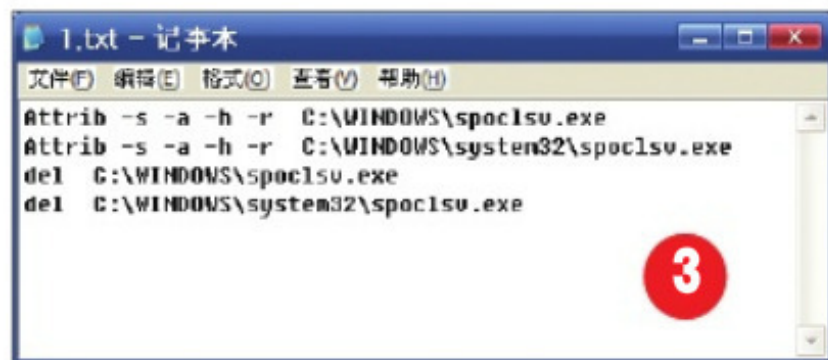 1.txt - 记事本
文件(F) 编辑(E) 格式(O) 查看(V) 帮助(H)
Attrib -s -a -h -r  C:\WINDOWS\spoclsv.exe
Attrib -s -a -h -r  C:\WINDOWS\system32\spoclsv.exe
del  C:\WINDOWS\spoclsv.exe
del  C:\WINDOWS\system32\spoclsv.exe
3